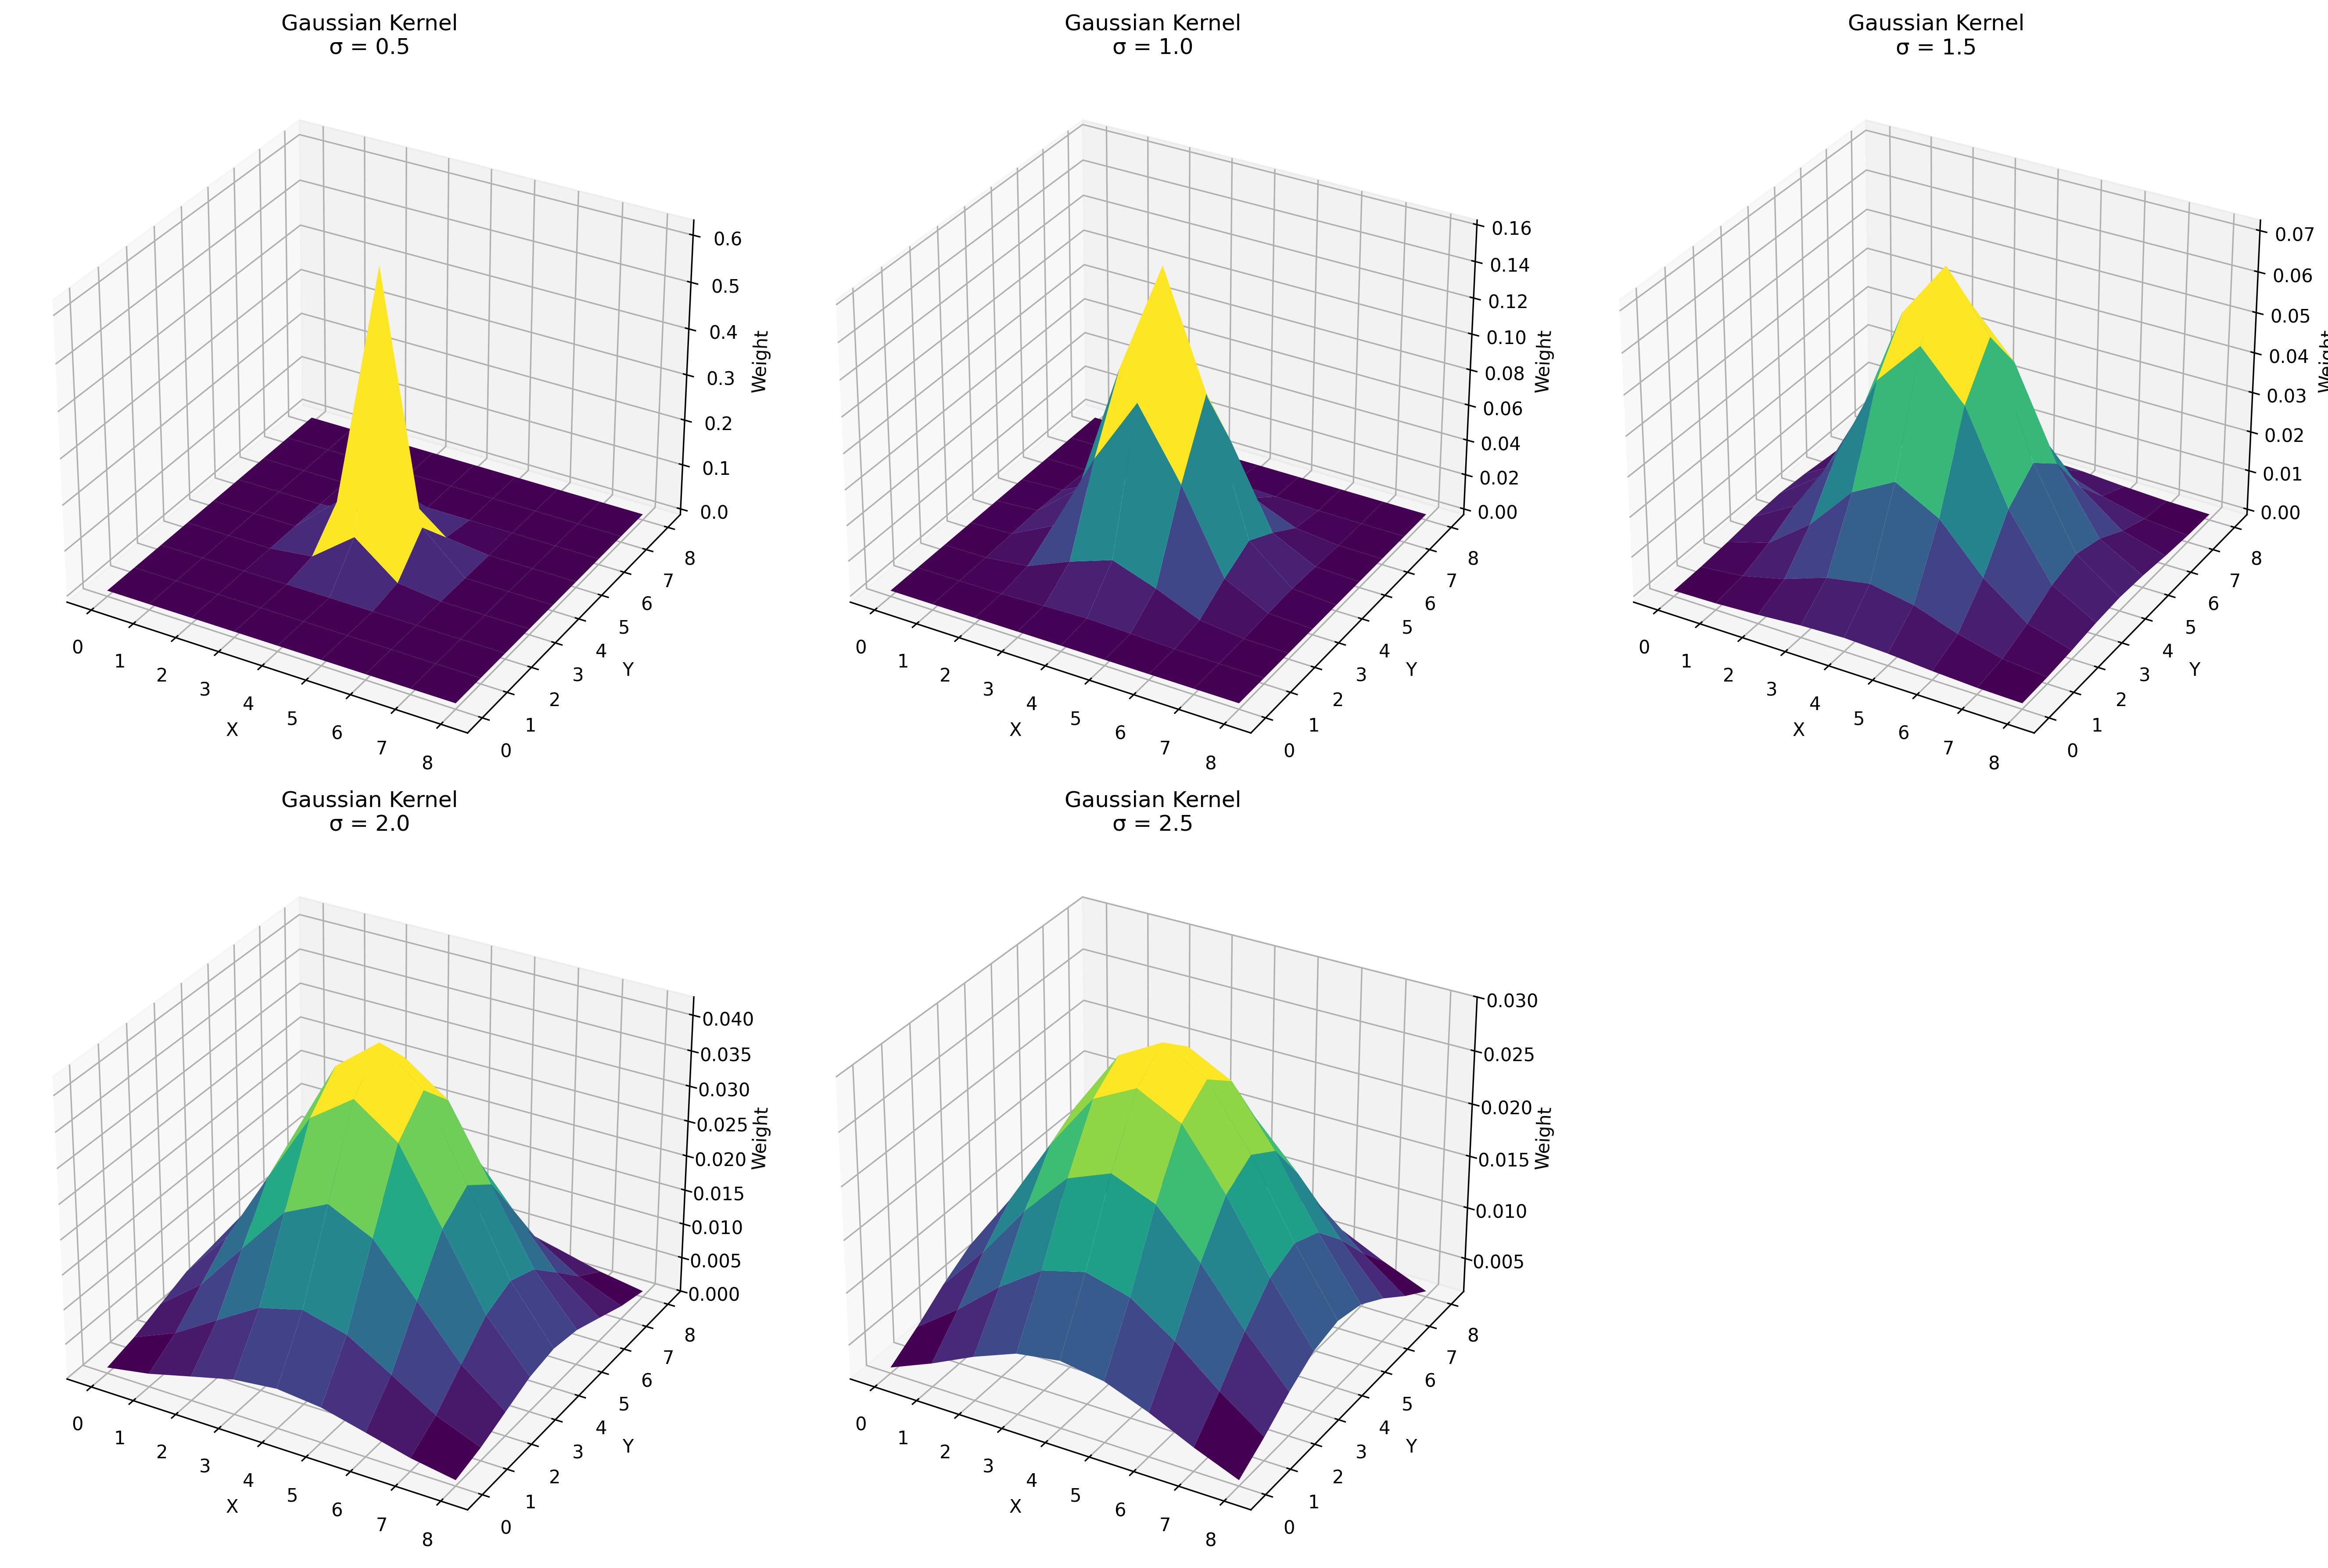 Gaussian Kernel
σ = 0.5
0.6
0.5
0.4
0.3
0.2
0.1
0.0
Weight
0 1 2 3 4 5 6 7 8
X
0 1 2 3 4 5 6 7 8
Y
Gaussian Kernel
σ = 1.0
0.16
0.14
0.12
0.10
0.08
0.06
0.04
0.02
0.00
Weight
0 1 2 3 4 5 6 7 8
X
0 1 2 3 4 5 6 7 8
Y
Gaussian Kernel
σ = 1.5
0.07
0.06
0.05
0.04
0.03
0.02
0.01
0.00
Weight
0 1 2 3 4 5 6 7 8
X
0 1 2 3 4 5 6 7 8
Y
Gaussian Kernel
σ = 2.0
0.040
0.035
0.030
0.025
0.020
0.015
0.010
0.005
0.000
Weight
0 1 2 3 4 5 6 7 8
X
0 1 2 3 4 5 6 7 8
Y
Gaussian Kernel
σ = 2.5
0.030
0.025
0.020
0.015
0.010
0.005
Weight
0 1 2 3 4 5 6 7 8
X
0 1 2 3 4 5 6 7 8
Y